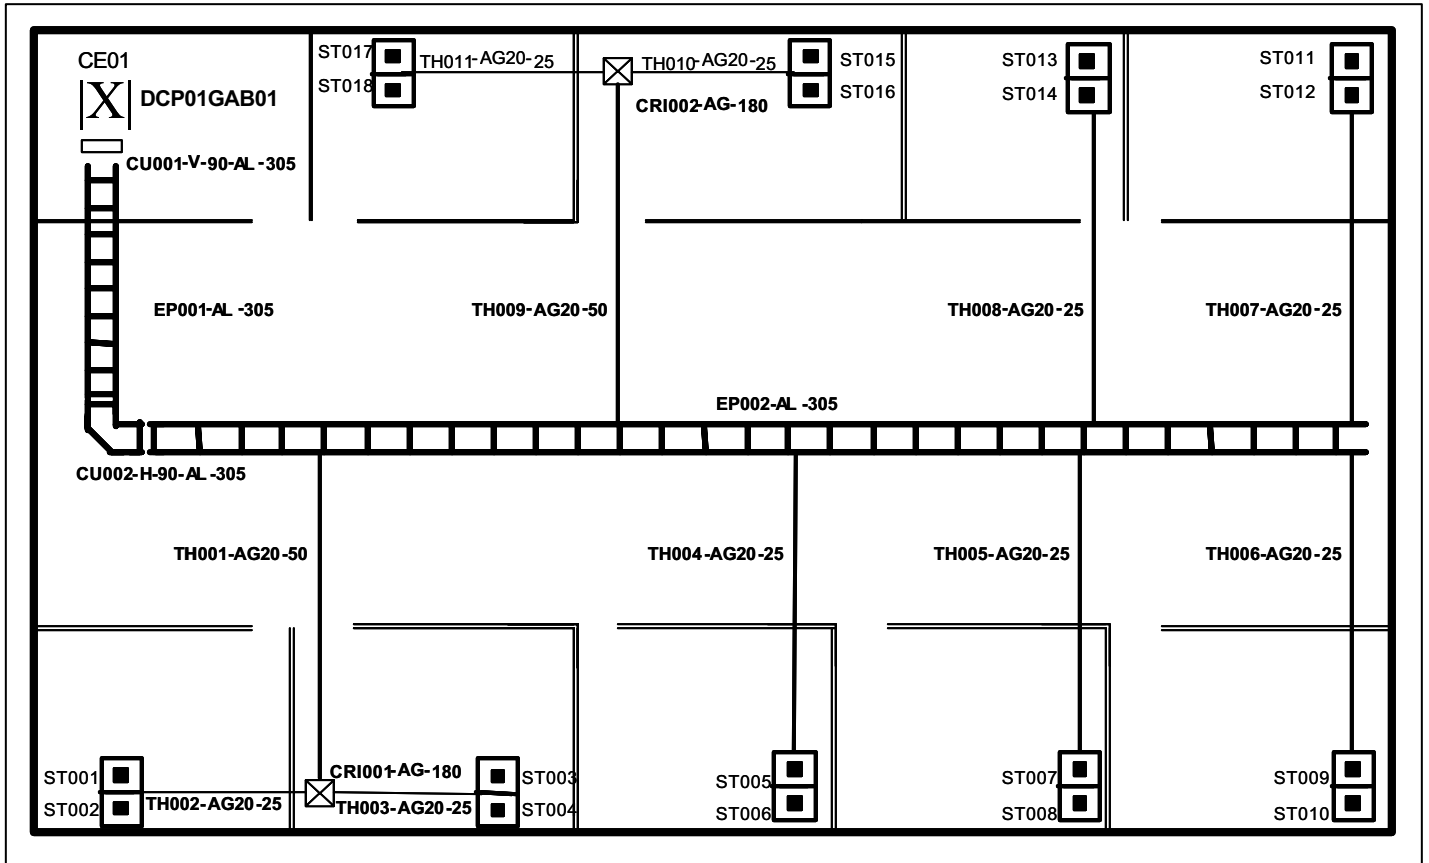 CE01
X
DCP01GAB01
CU001-V-90-AL-305
ST017
ST018
TH011-AG20-25
TH010-AG20-25
ST015
ST016
CRI002-AG-180
ST013
ST014
ST011
ST012
EP001-AL-305
TH009-AG20-50
TH008-AG20-25
TH007-AG20-25
EP002-AL-305
CU002-H-90-AL-305
TH001-AG20-50
TH004-AG20-25
TH005-AG20-25
TH006-AG20-25
ST001
ST002
TH002-AG20-25
CRI001-AG-180
TH003-AG20-25
ST003
ST004
ST005
ST006
ST007
ST008
ST009
ST010